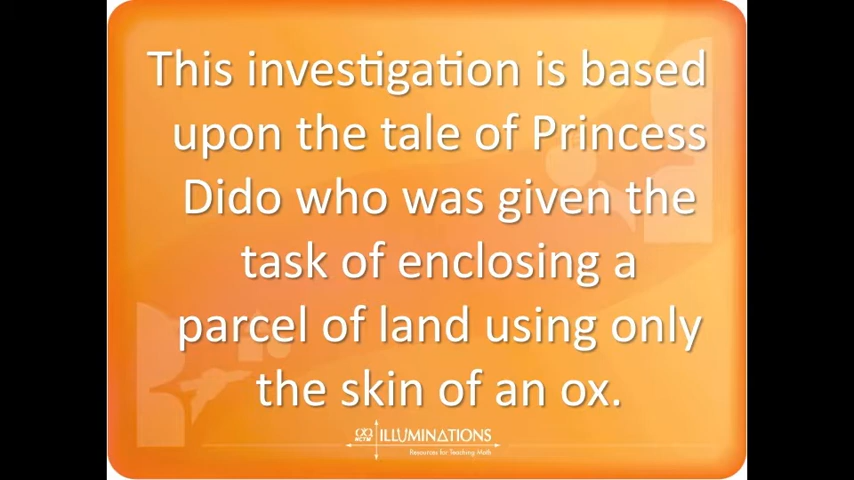 This investigation is based
upon the tale of Princess
Dido who was given the
task of enclosing a
parcel of land using only
the skin of an ox.
NCTM ILLUMINATIONS
Resources for Teaching Math